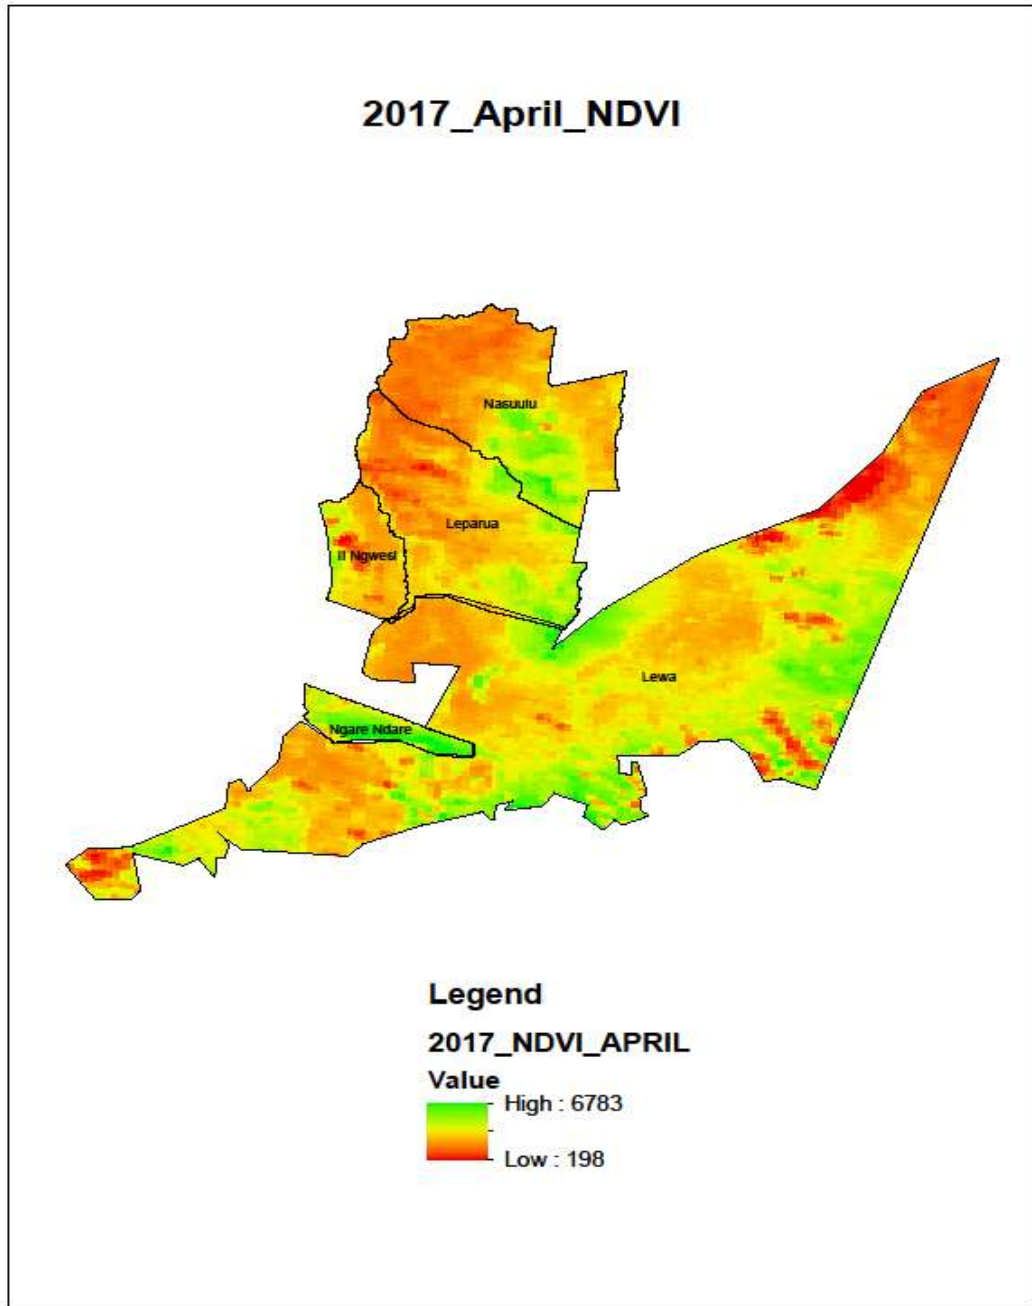 2017_April_NDVI
Nasuulu
Leparua
Il Ngwesi
Lewa
Ngare Ndare
Legend
2017_NDVI_APRIL
Value
High : 6783
Low : 198